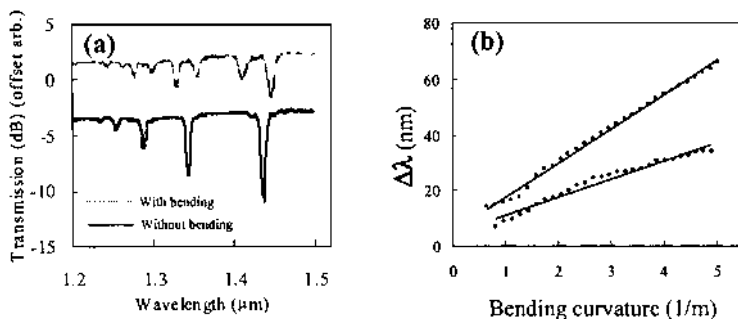 (a)
Transmission (dB) (offset arb.)
5
0
-5
-10
-15
With bending
Without bending
1.2
1.3
1.4
1.5
Wavelength (μm)
(b)
Δλ (nm)
80
60
40
20
0
0
1
2
3
4
5
Bending curvature (1/m)